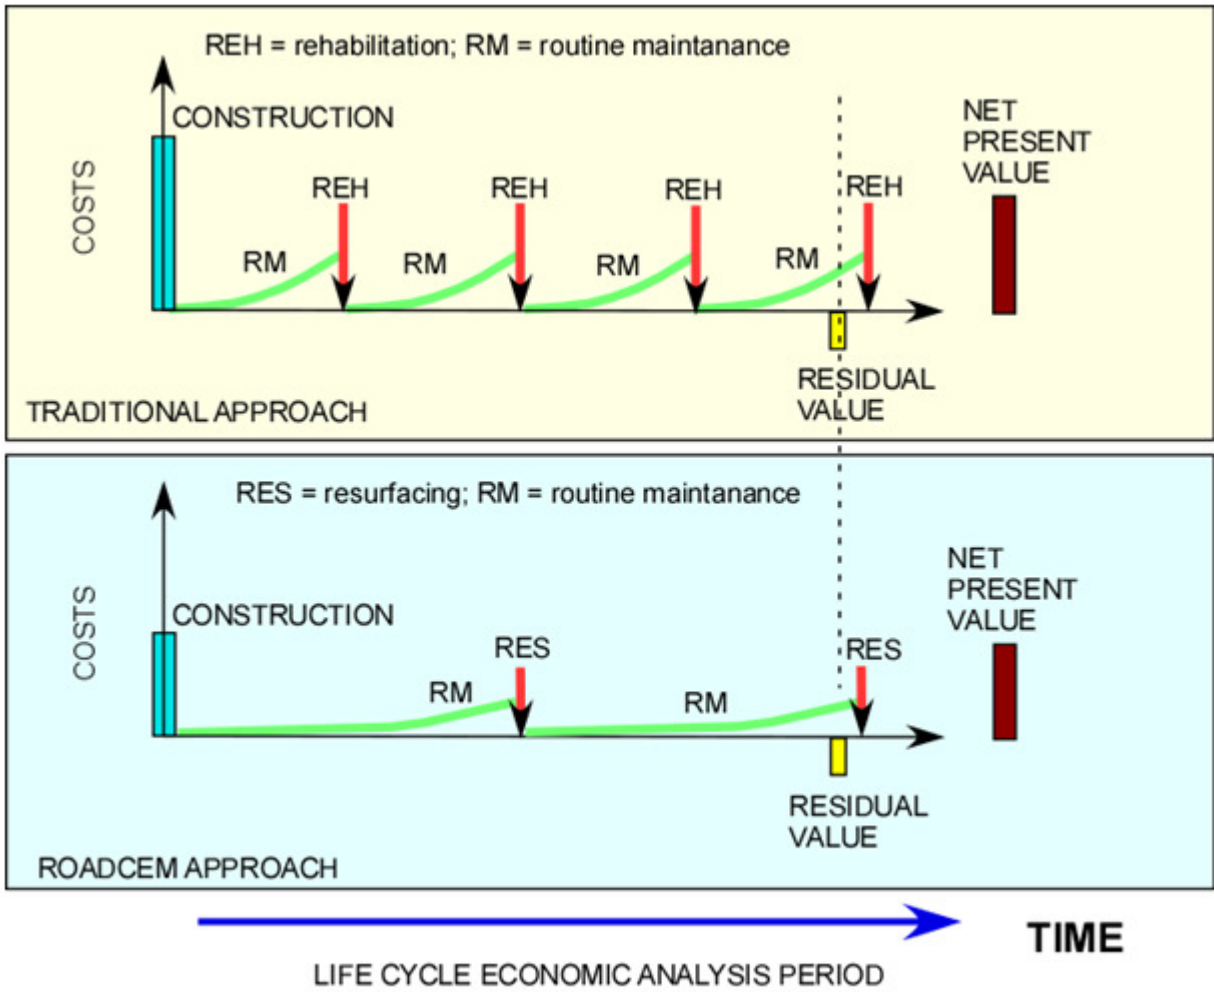 REH = rehabilitation; RM = routine maintanance
CONSTRUCTION
COSTS
REH
REH
REH
REH
RM
RM
RM
RM
NET
PRESENT
VALUE
RESIDUAL
VALUE
TRADITIONAL APPROACH
RES = resurfacing; RM = routine maintanance
CONSTRUCTION
COSTS
RES
RES
RM
RM
NET
PRESENT
VALUE
RESIDUAL
VALUE
ROADCEM APPROACH
TIME
LIFE CYCLE ECONOMIC ANALYSIS PERIOD